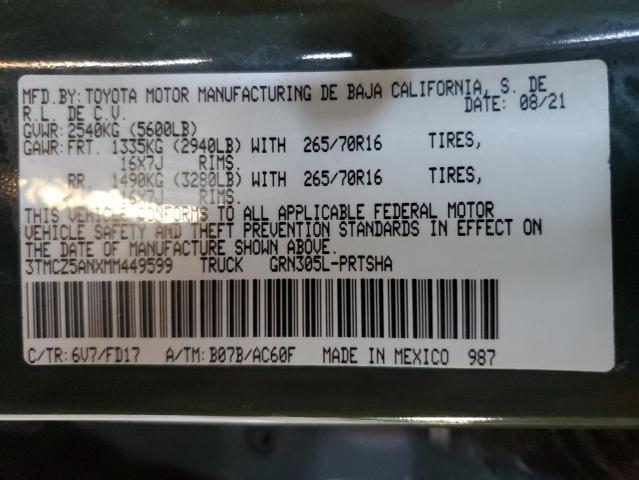 MFD.BY:TOYOTA MOTOR MANUFACTURING DE BAJA CALIFORNIA, S. DE
R.L. DE C.V. DATE: 08/21
GVWR:2540KG (5600LB)
GAWR:FRT. 1335KG (2940LB) WITH 265/70R16 TIRES,
16X7J RIMS.
RR. 1490KG (3280LB) WITH 265/70R16 TIRES,
16X7J RIMS.
THIS VEHICLE CONFORMS TO ALL APPLICABLE FEDERAL MOTOR
VEHICLE SAFETY AND THEFT PREVENTION STANDARDS IN EFFECT ON
THE DATE OF MANUFACTURE SHOWN ABOVE.
3TMCZ5ANXMM449599 TRUCK GRN305L-PRTSHA
C/TR: 6V7/FD17 A/TM: B07B/AC60F MADE IN MEXICO 987